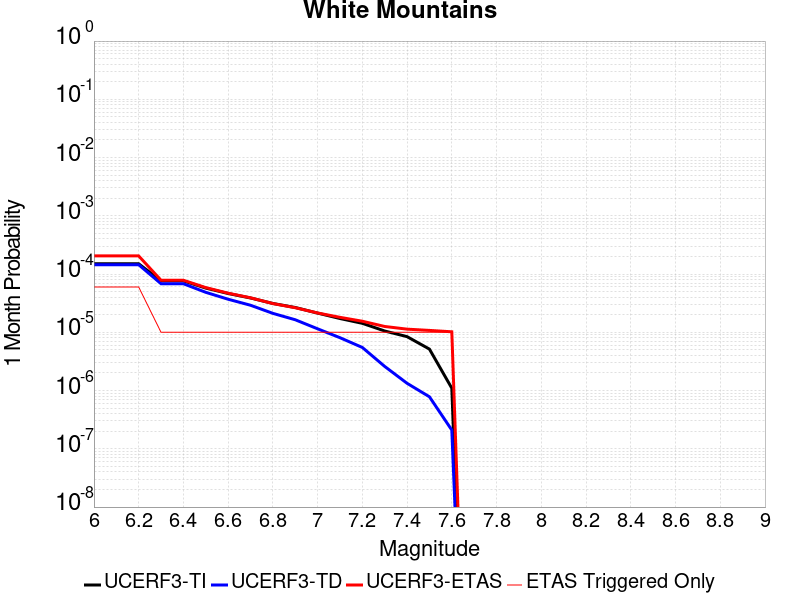 White Mountains
10^0
10^-1
10^-2
10^-3
10^-4
10^-5
10^-6
10^-7
10^-8
1 Month Probability
6 6.2 6.4 6.6 6.8 7 7.2 7.4 7.6 7.8 8 8.2 8.4 8.6 8.8 9
Magnitude
UCERF3-TI UCERF3-TD UCERF3-ETAS ETAS Triggered Only